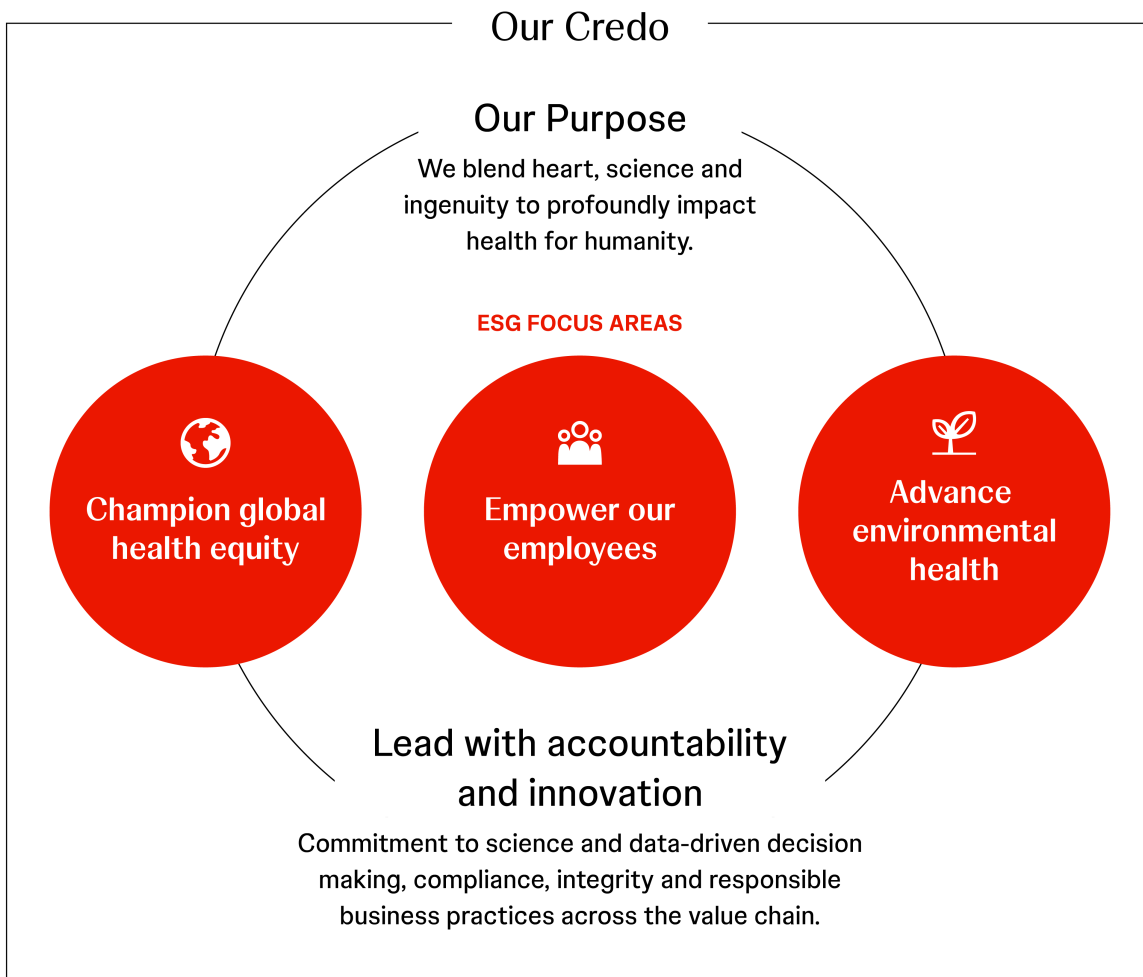 Our Credo
Our Purpose
We blend heart, science and
ingenuity to profoundly impact
health for humanity.
ESG FOCUS AREAS
Champion global
health equity
Empower our
employees
Advance
environmental
health
Lead with accountability
and innovation
Commitment to science and data-driven decision
making, compliance, integrity and responsible
business practices across the value chain.